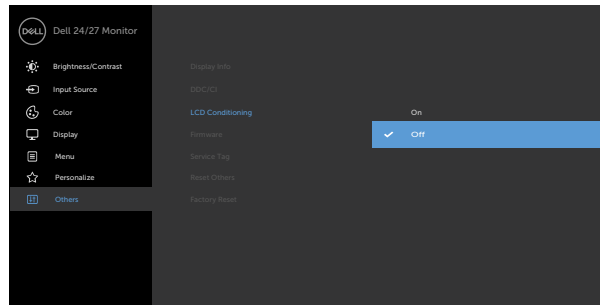 DELL Dell 24/27 Monitor
Brightness/Contrast
Input Source
Color
Display
Menu
Personalize
Others
Display Info
DDC/CI
LCD Conditioning
Firmware
Service Tag
Reset Others
Factory Reset
On
Off